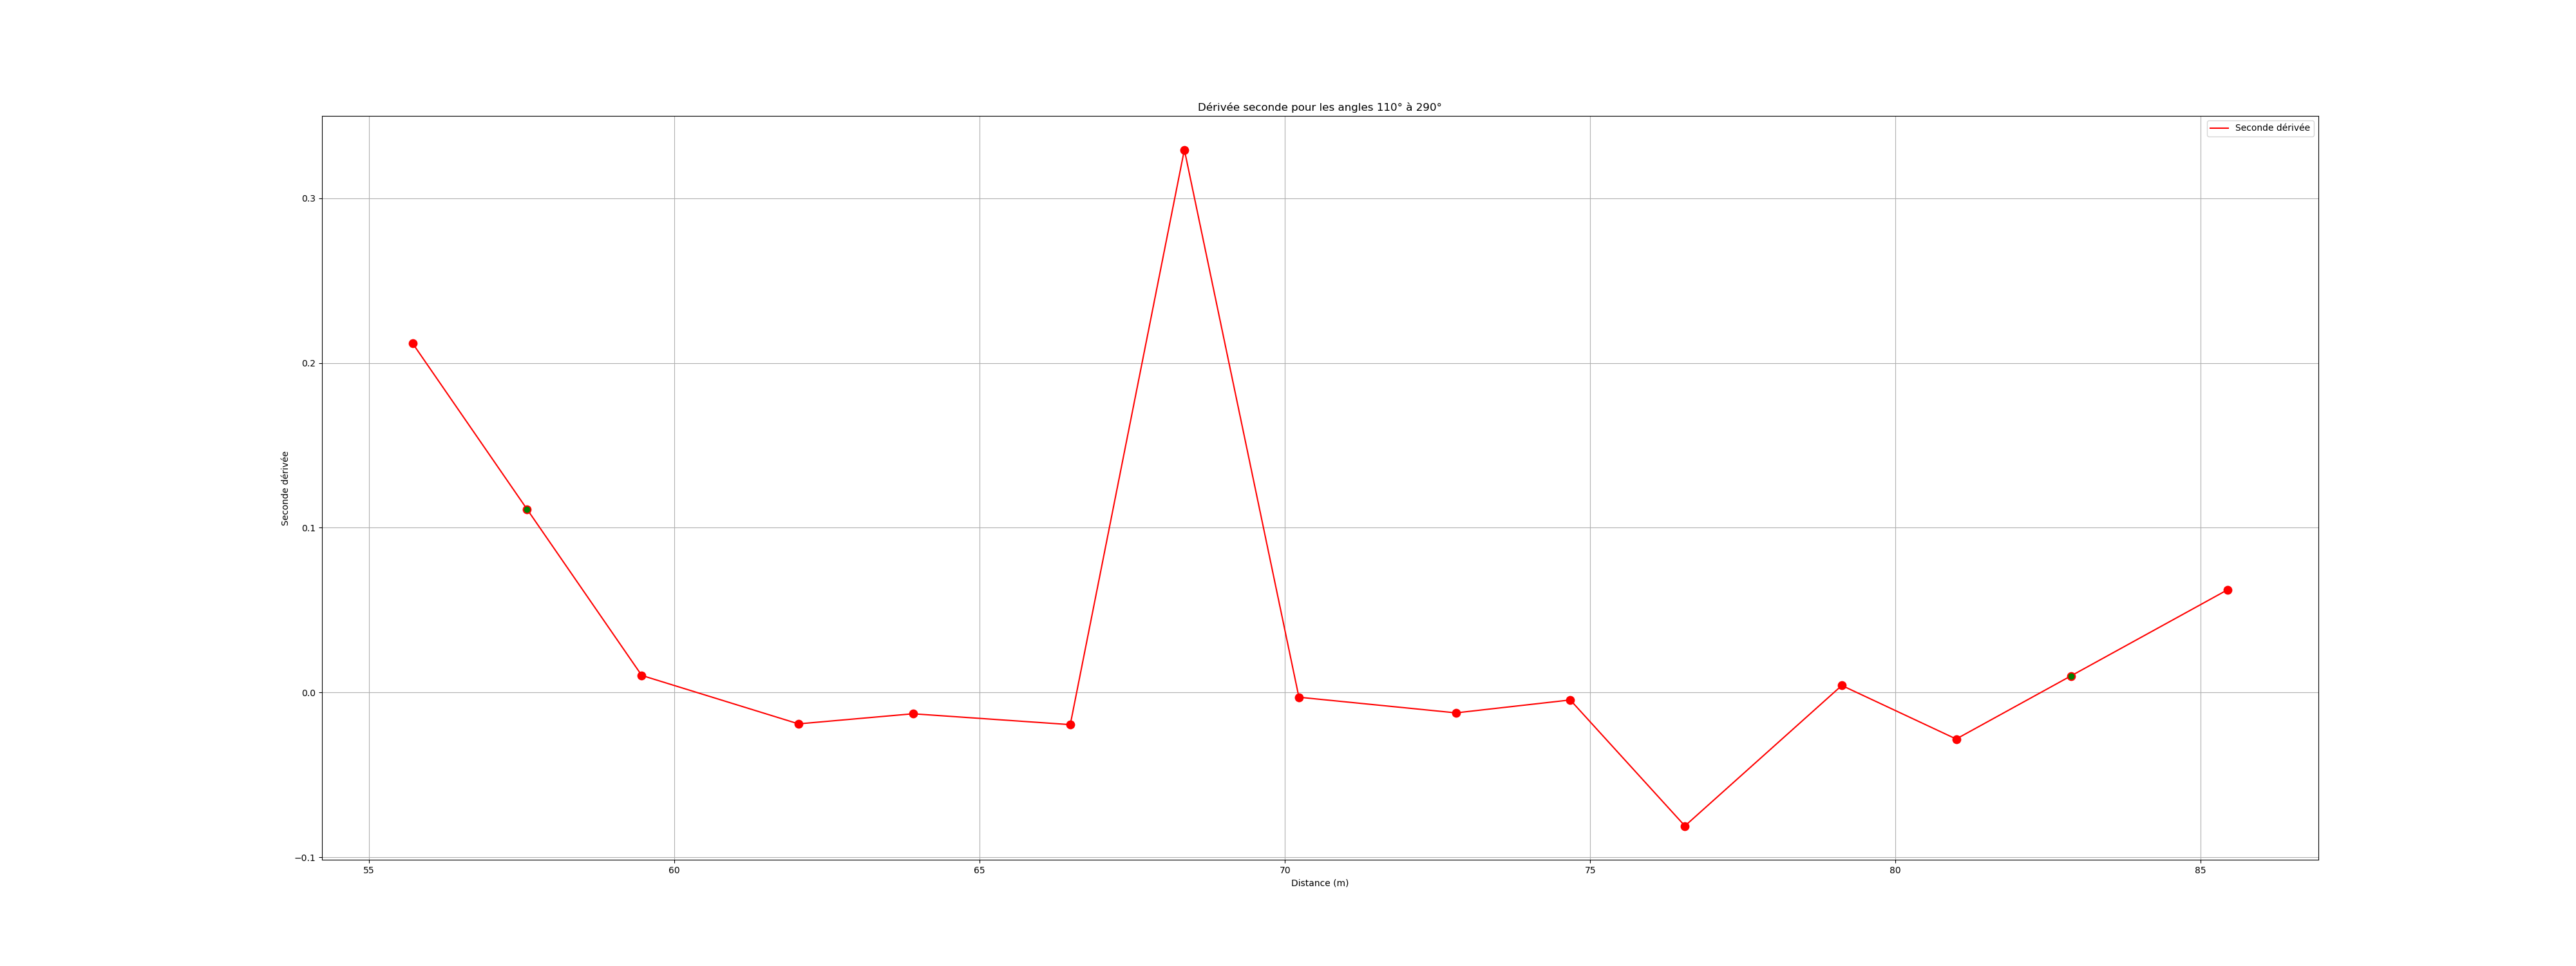 Dérivée seconde pour les angles 110° à 290°
Seconde dérivée
0.3
0.2
0.1
0.0
−0.1
Seconde dérivée
55 60 65 70 75 80 85
Distance (m)